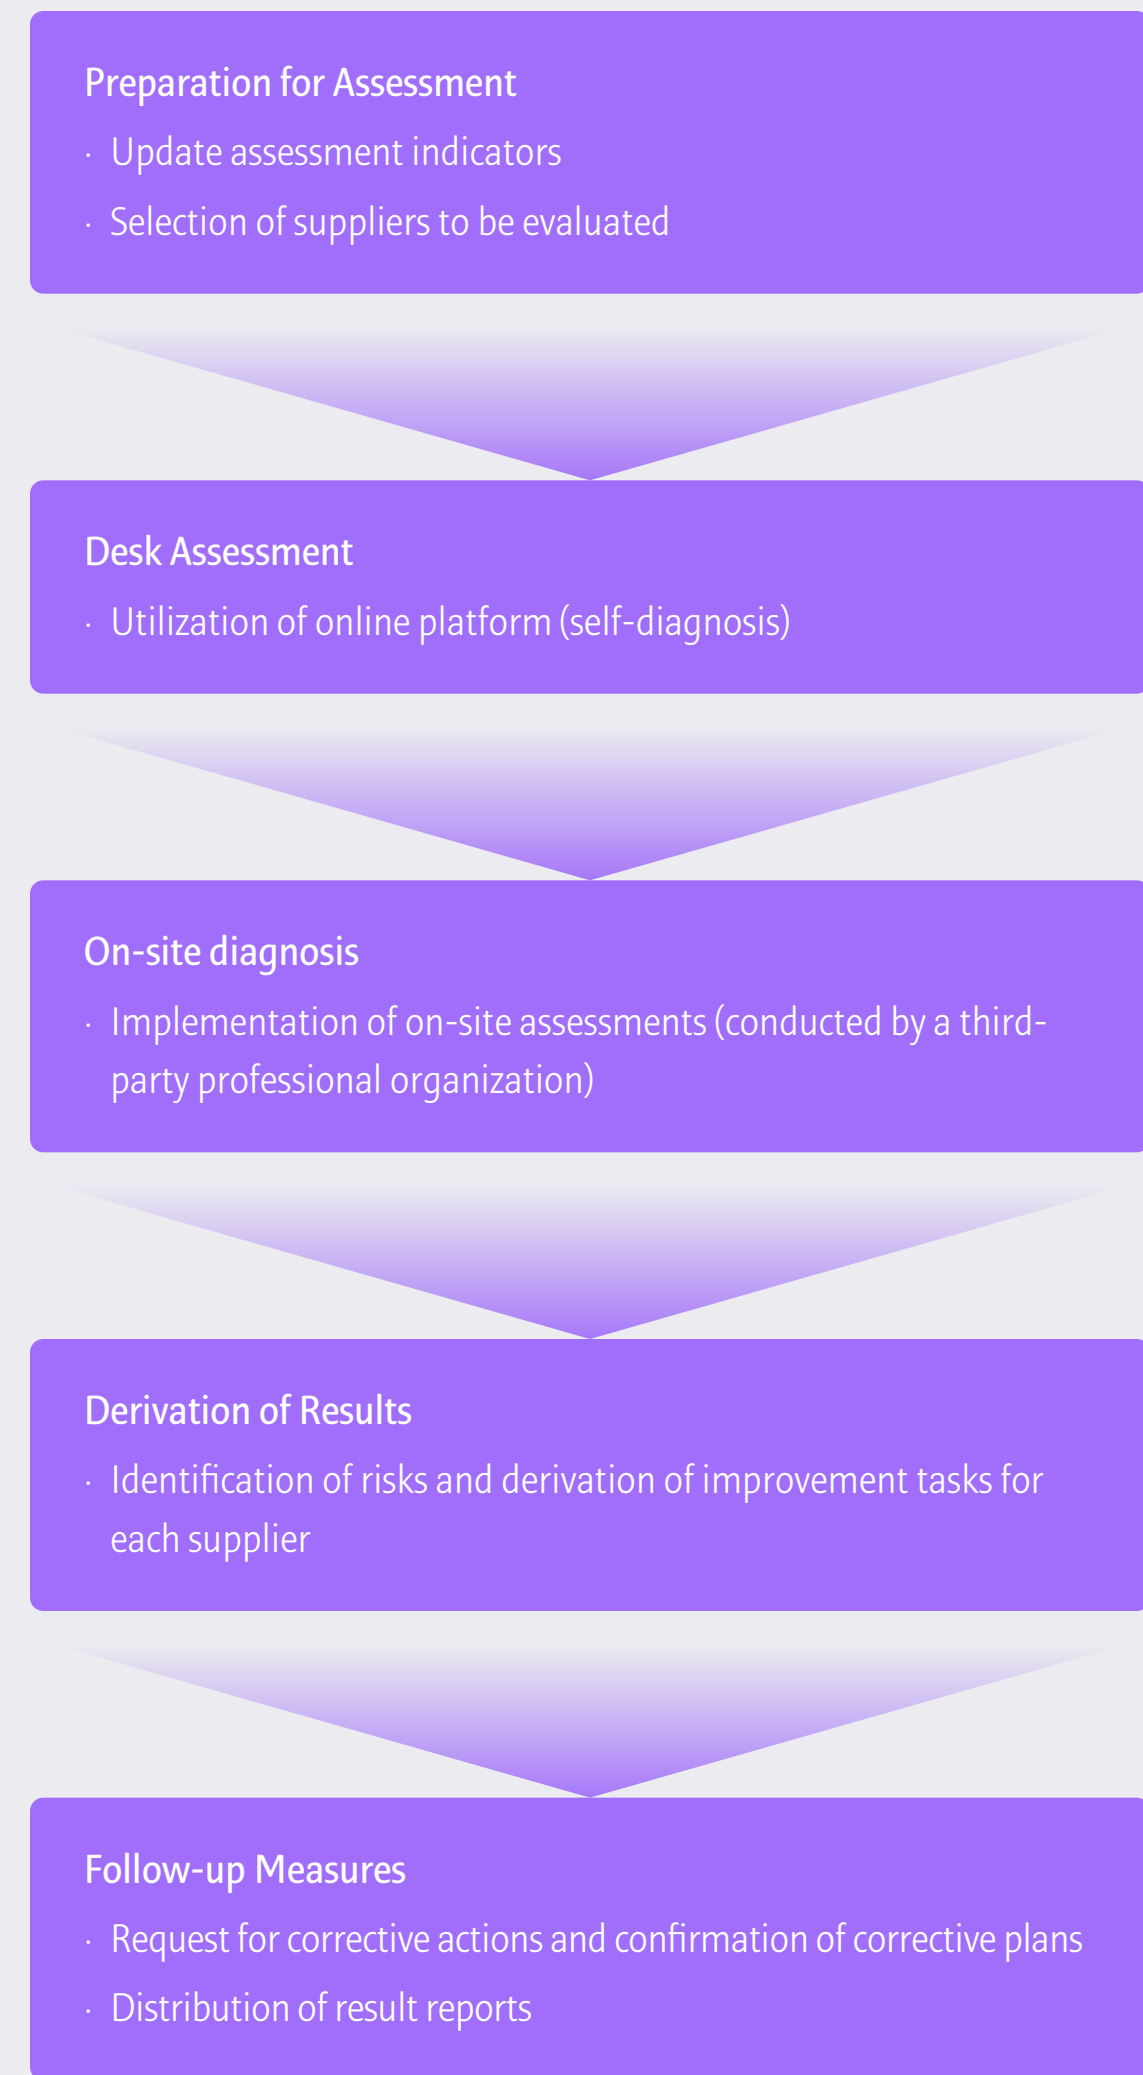 Preparation for Assessment
· Update assessment indicators
· Selection of suppliers to be evaluated
Desk Assessment
· Utilization of online platform (self-diagnosis)
On-site diagnosis
· Implementation of on-site assessments (conducted by a third-
party professional organization)
Derivation of Results
· Identification of risks and derivation of improvement tasks for
each supplier
Follow-up Measures
· Request for corrective actions and confirmation of corrective plans
· Distribution of result reports